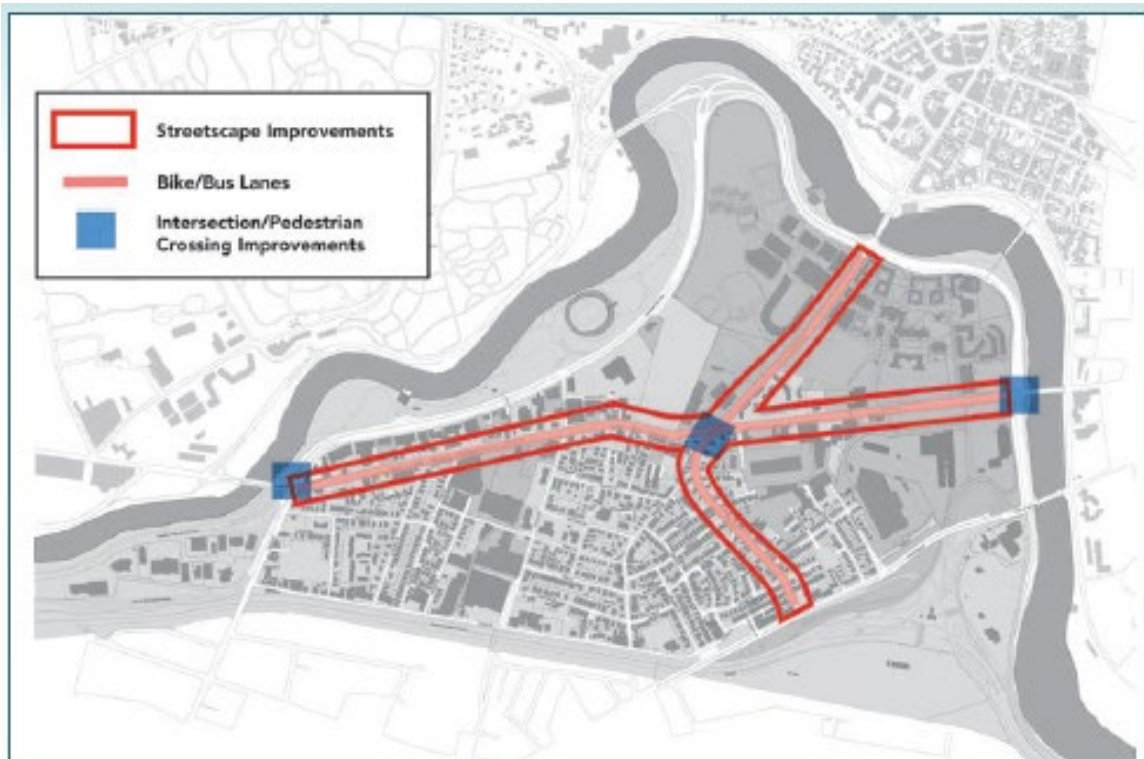 Streetscape Improvements
Bike/Bus Lanes
Intersection/Pedestrian
Crossing Improvements